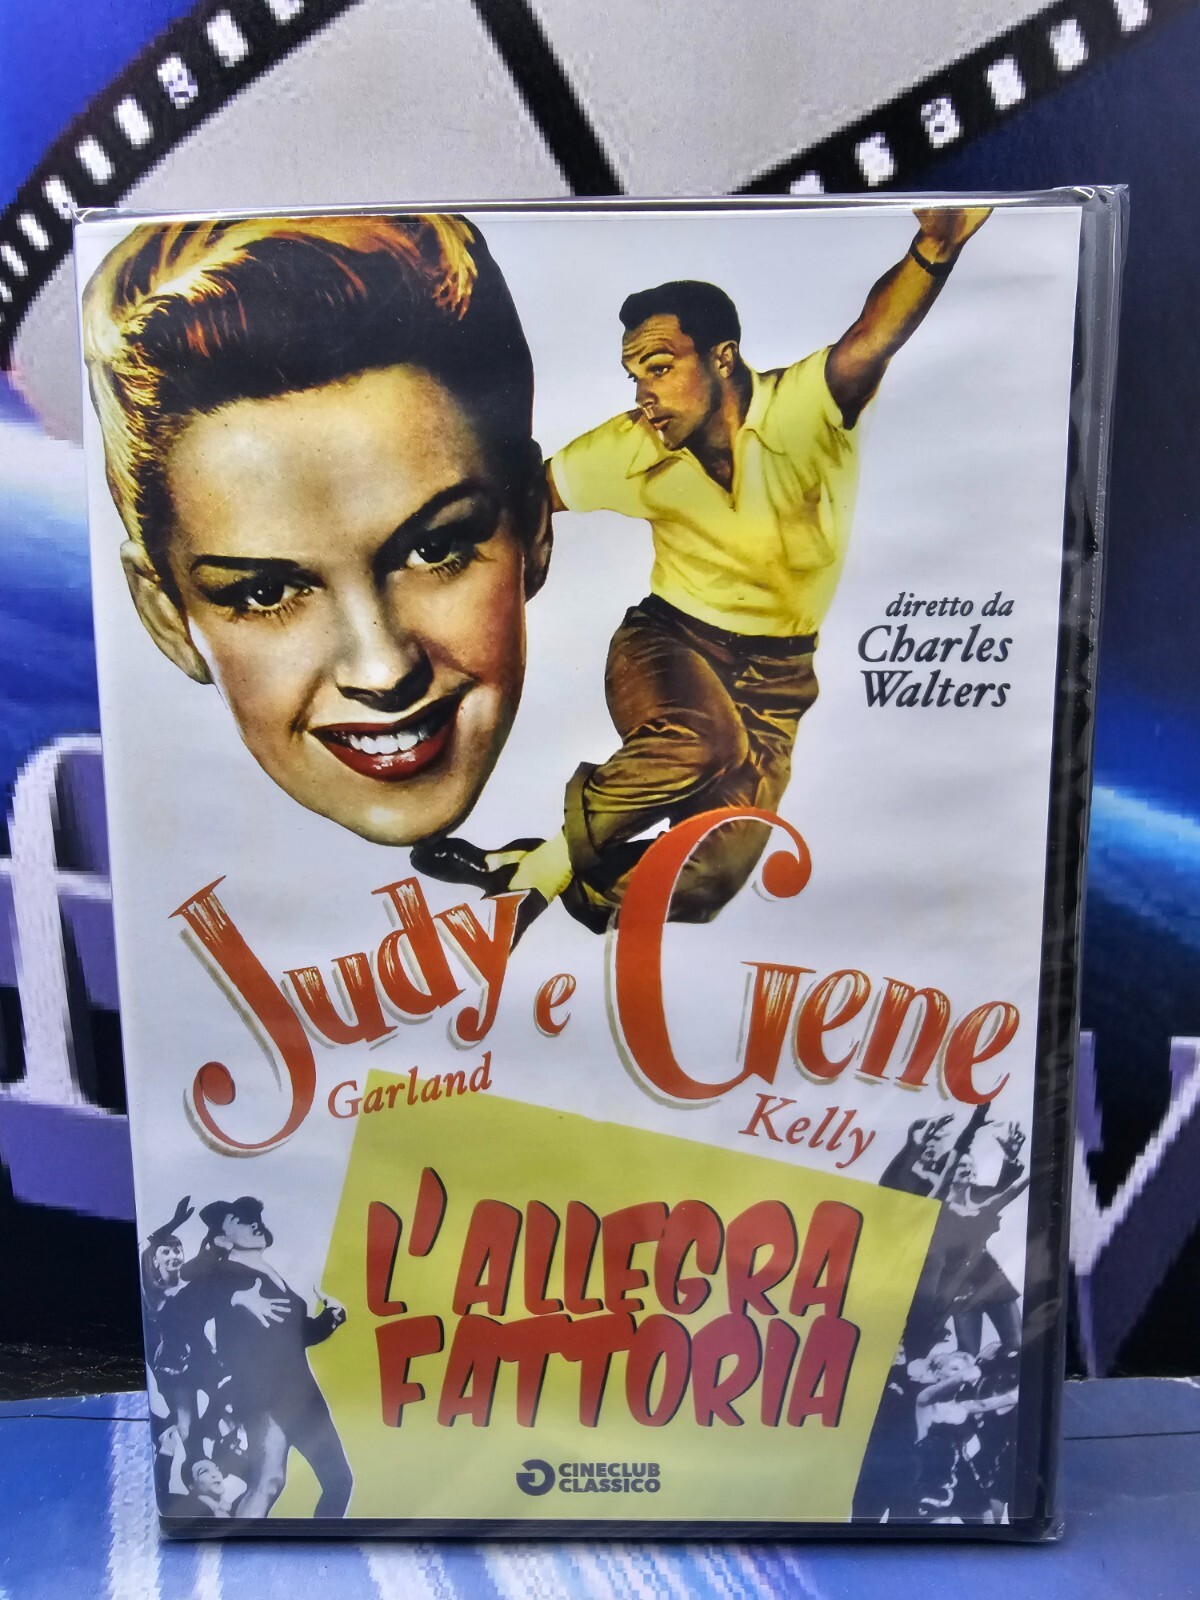 diretto da
Charles
Walters
Judy e Gene
Garland
Kelly
L'ALLEGRA
FATTORIA
CINECLUB
CLASSICO